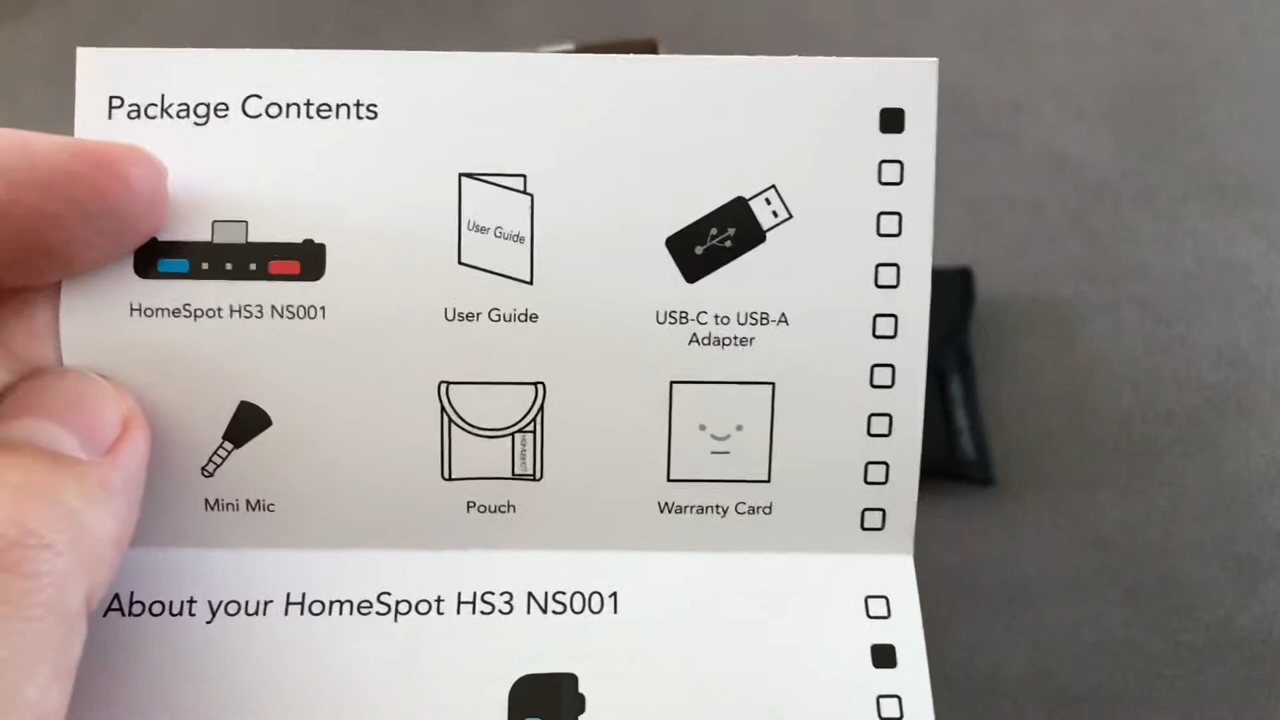 Package Contents
User Guide
HomeSpot HS3 NS001
User Guide
USB-C to USB-A
Adapter
Mini Mic
Pouch
Warranty Card
About your HomeSpot HS3 NS001